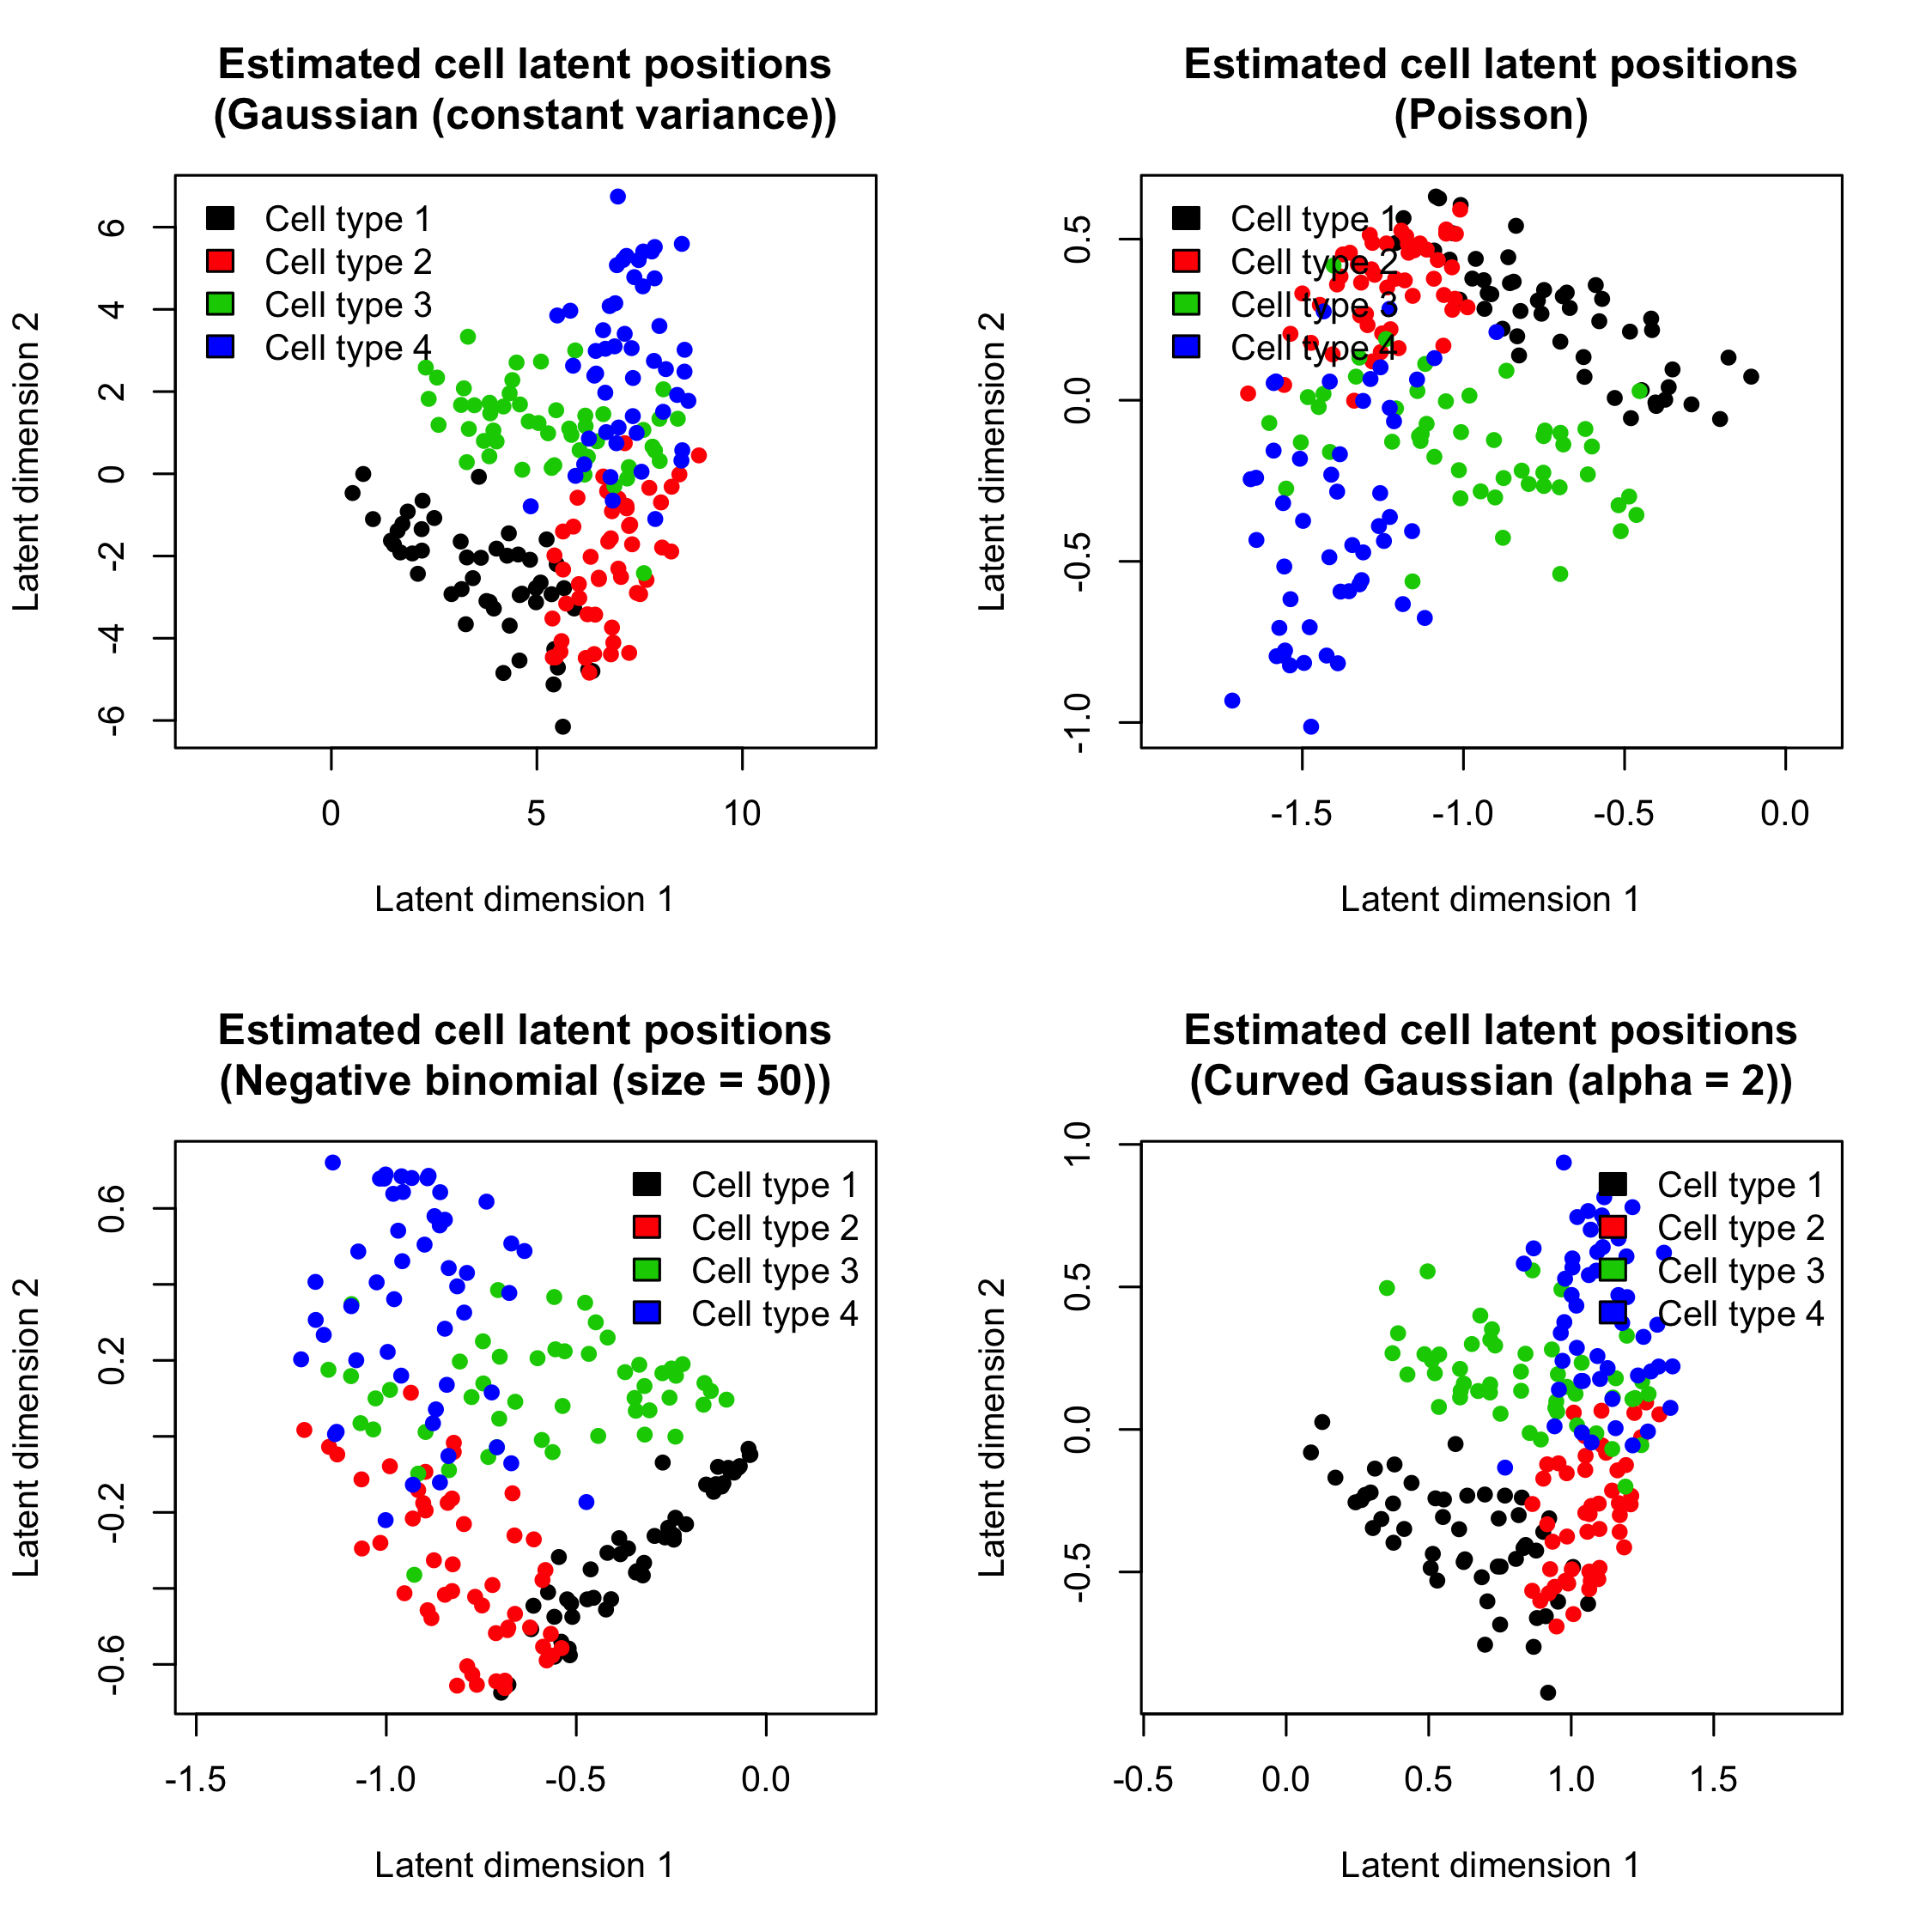 Estimated cell latent positions
(Gaussian (constant variance))
Cell type 1
Cell type 2
Cell type 3
Cell type 4
Latent dimension 2
6
4
2
0
-2
-4
-6
0 5 10
Latent dimension 1
Estimated cell latent positions
(Poisson)
Cell type 1
Cell type 2
Cell type 3
Cell type 4
Latent dimension 2
0.5
0.0
-0.5
-1.0
-1.5 -1.0 -0.5 0.0
Latent dimension 1
Estimated cell latent positions
(Negative binomial (size = 50))
Cell type 1
Cell type 2
Cell type 3
Cell type 4
Latent dimension 2
0.6
0.2
-0.2
-0.6
-1.5 -1.0 -0.5 0.0
Latent dimension 1
Estimated cell latent positions
(Curved Gaussian (alpha = 2))
Cell type 1
Cell type 2
Cell type 3
Cell type 4
Latent dimension 2
1.0
0.5
0.0
-0.5
-0.5 0.0 0.5 1.0 1.5
Latent dimension 1